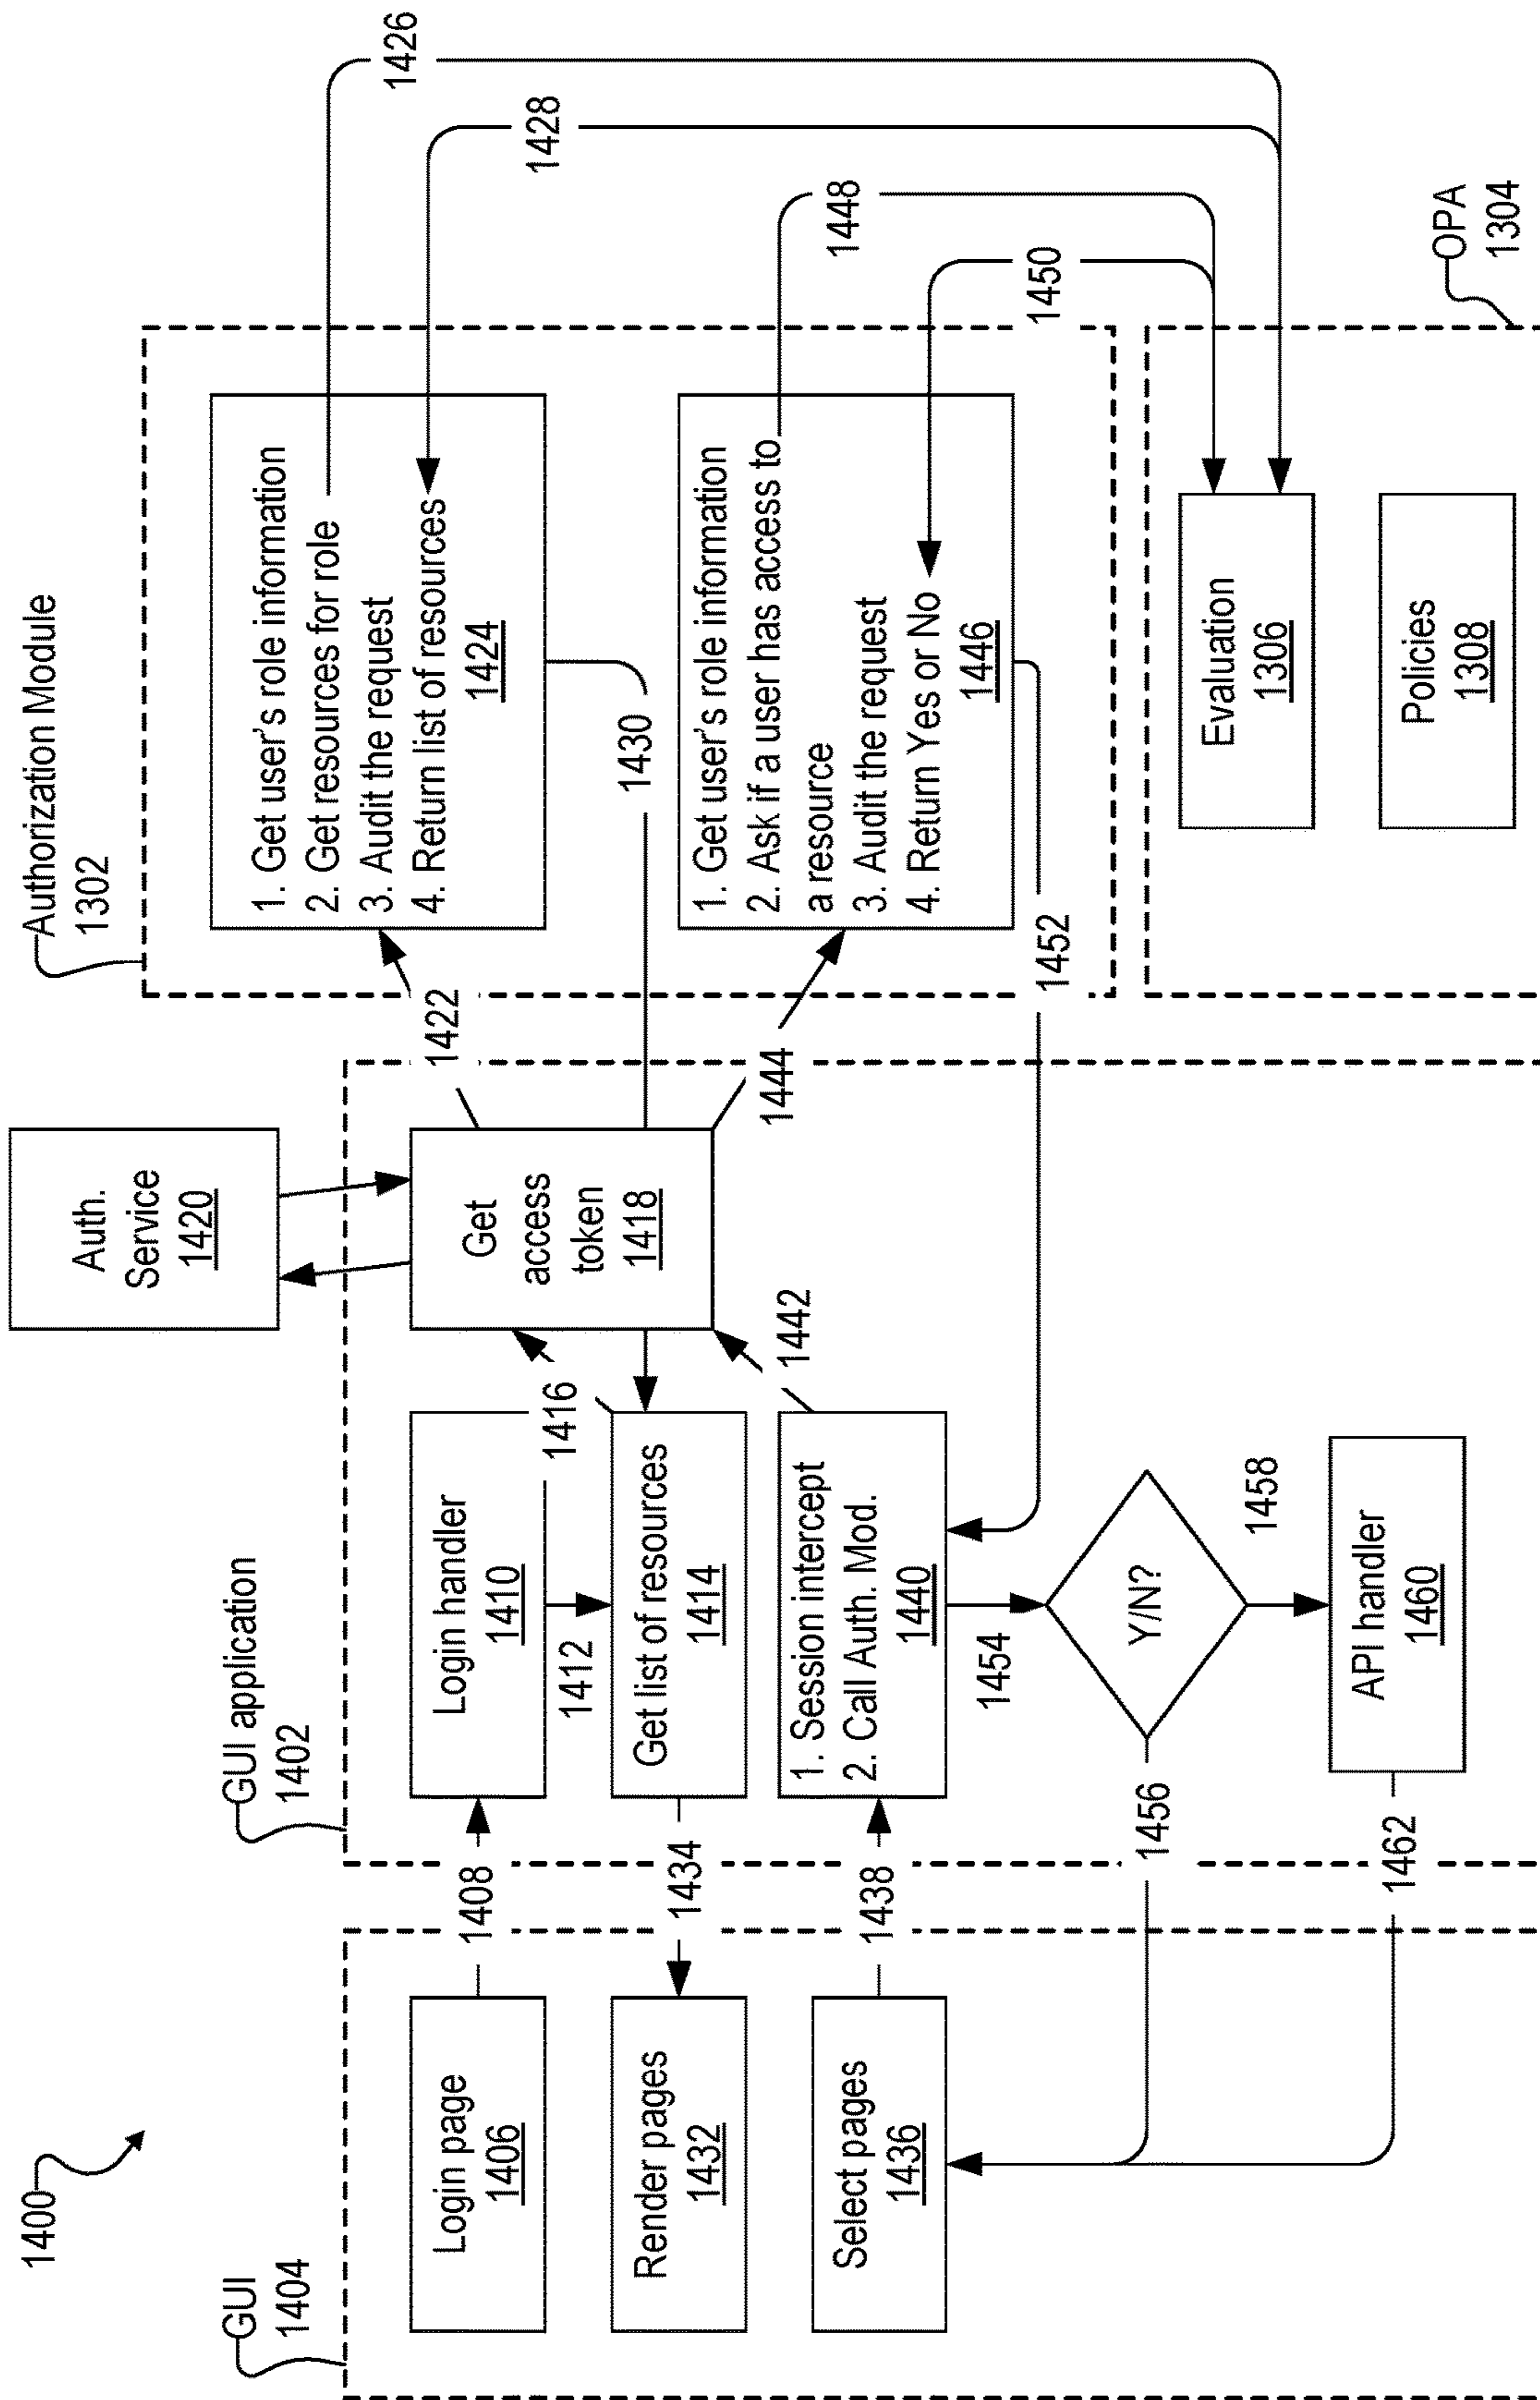 1400
GUI
1404
Login page
1406
Render pages
1432
Select pages
1436
1408
1434
1438
1456
1462
GUI application
1402
Login handler
1410
1412
Get list of resources
1414
1416
1. Session intercept
2. Call Auth. Mod.
1440
1442
1454
Y/N?
1458
API handler
1460
Auth.
Service
1420
Get
access
token
1418
1422
1444
1430
1452
Authorization Module
1302
1. Get user's role information
2. Get resources for role
3. Audit the request
4. Return list of resources
1424
1. Get user's role information
2. Ask if a user has access to
a resource
3. Audit the request
4. Return Yes or No
1446
1426
1428
1448
1450
OPA
1304
Evaluation
1306
Policies
1308